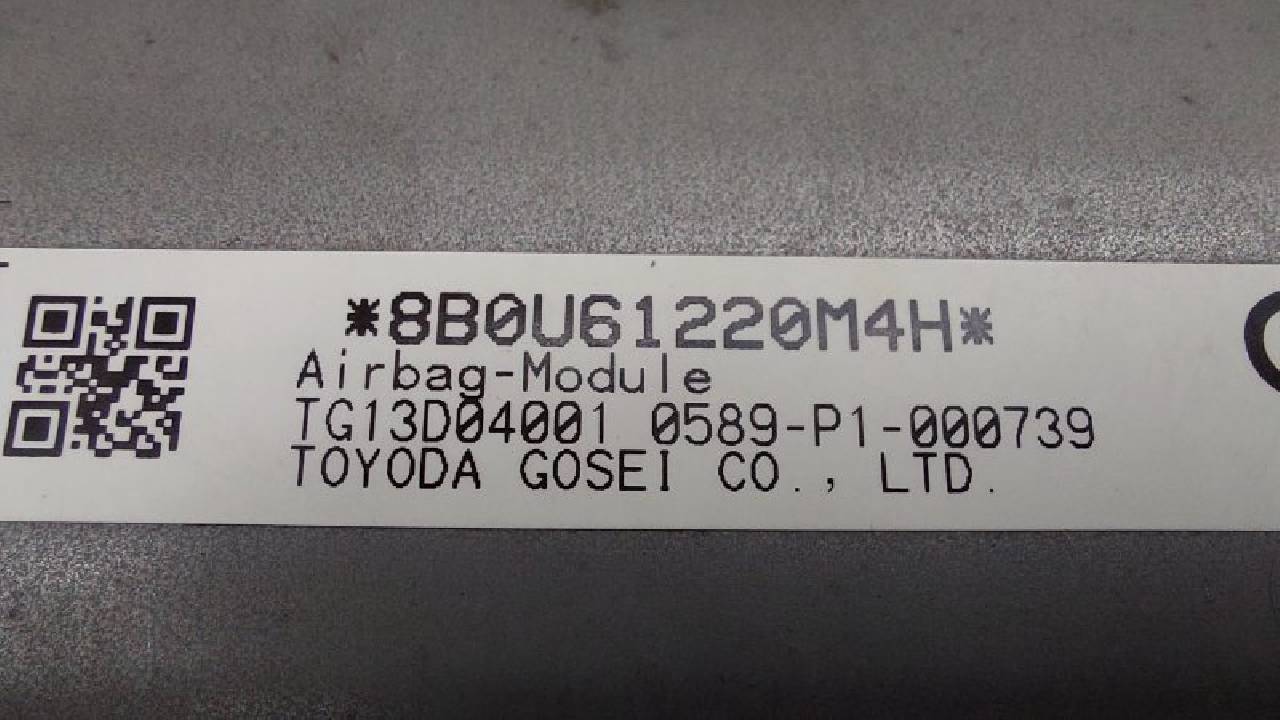 *8B0U61220M4H*
Airbag-Module
TG13D04001 0589-P1-000739
TOYODA GOSEI CO., LTD.